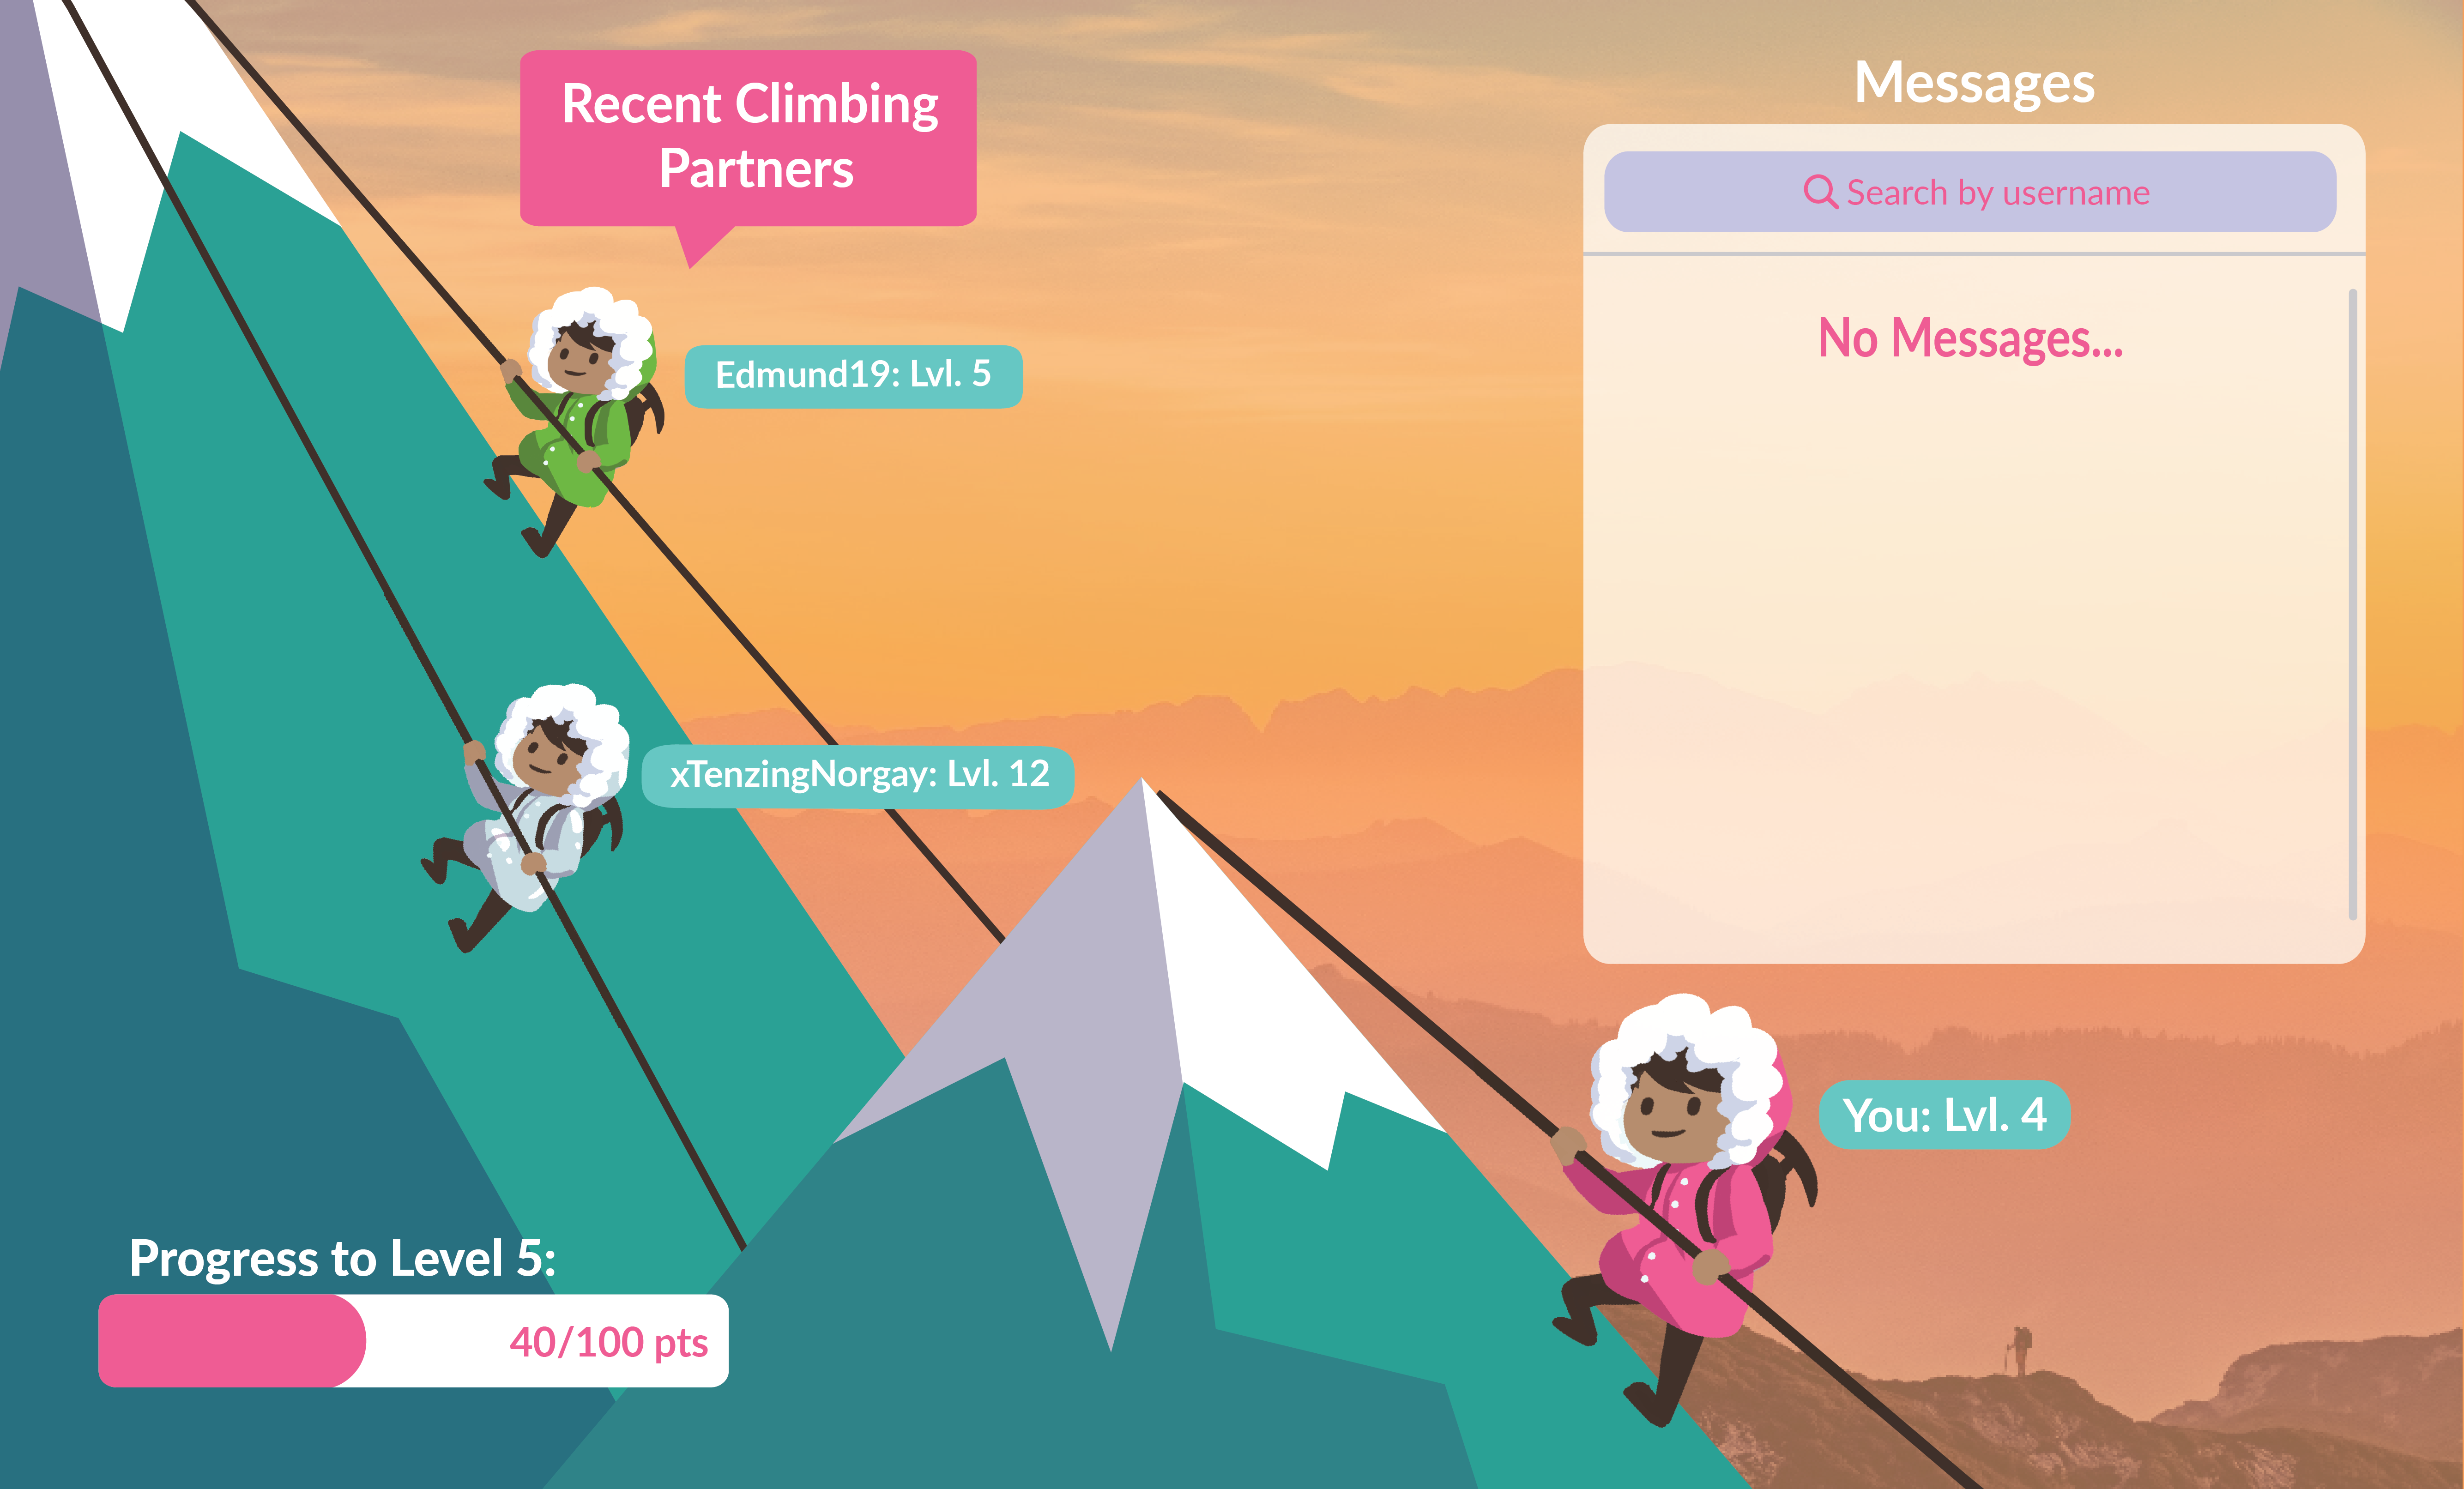 Recent Climbing
Partners
Edmund19: Lvl. 5
xTenzingNorgay: Lvl. 12
Messages
Search by username
No Messages...
You: Lvl. 4
Progress to Level 5:
40/100 pts